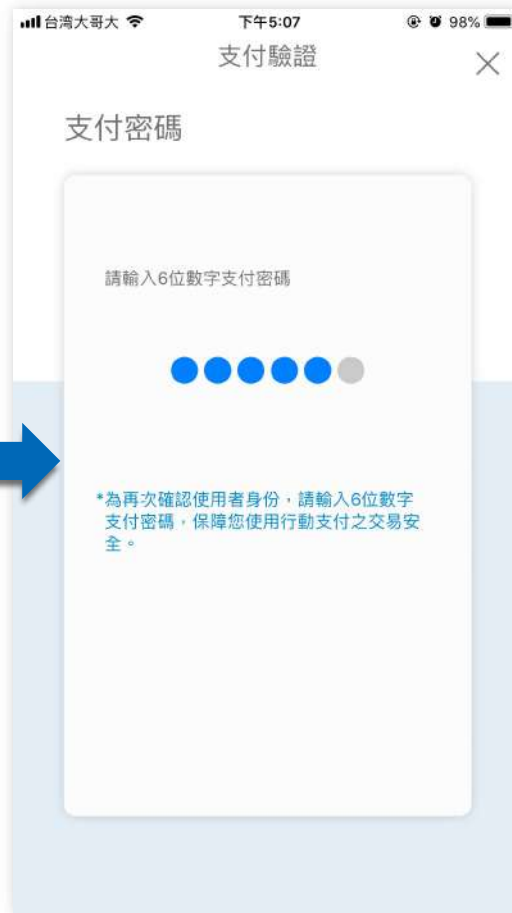 台湾大哥大 下午5:07 98%
支付驗證
支付密碼
請輸入6位數字支付密碼
*為再次確認使用者身份，請輸入6位數字
支付密碼，保障您使用行動支付之交易安
全。